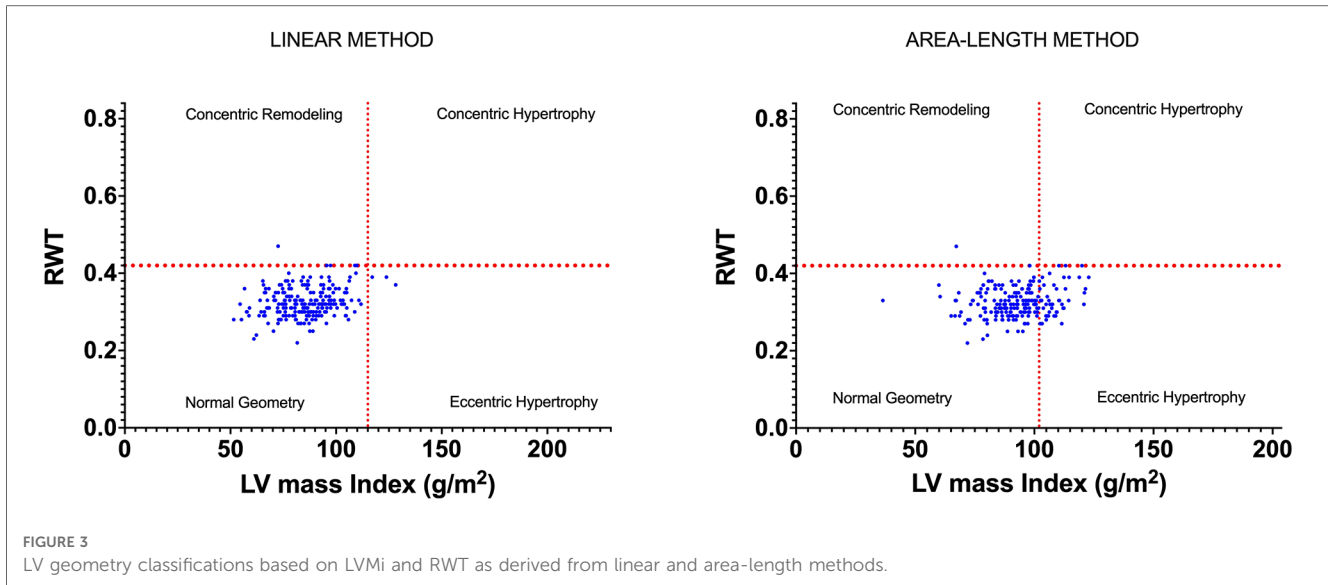 LINEAR METHOD
0.8
0.6
0.4
0.2
0.0
RWT
Concentric Remodeling
Concentric Hypertrophy
Normal Geometry
Eccentric Hypertrophy
0 50 100 150 200
LV mass Index (g/m²)
AREA-LENGTH METHOD
0.8
0.6
0.4
0.2
0.0
RWT
Concentric Remodeling
Concentric Hypertrophy
Normal Geometry
Eccentric Hypertrophy
0 50 100 150 200
LV mass Index (g/m²)
FIGURE 3
LV geometry classifications based on LVMi and RWT as derived from linear and area-length methods.